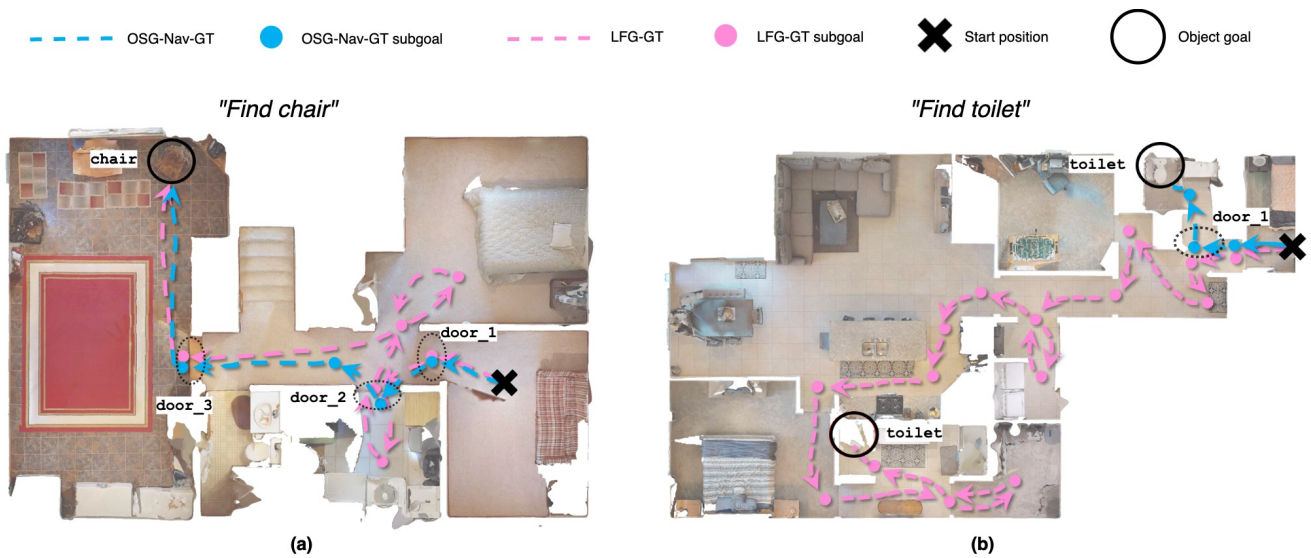 OSG-Nav-GT
OSG-Nav-GT subgoal
LFG-GT
LFG-GT subgoal
Start position
Object goal
"Find chair"
"Find toilet"
chair
door_1
door_2
door_3
toilet
door_1
toilet
(a)
(b)